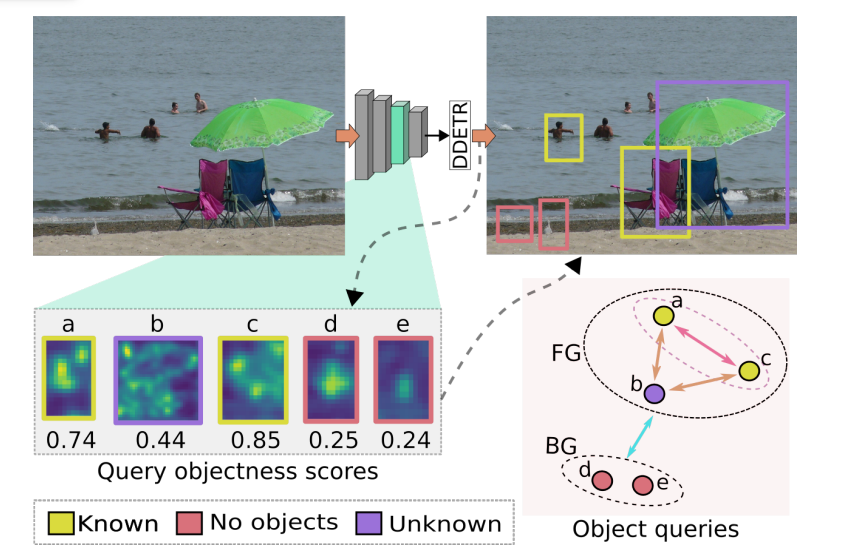 DDETR
a b c d e
0.74 0.44 0.85 0.25 0.24
Query objectness scores
a
FG
c
b
BG
d
e
Object queries
Known No objects Unknown